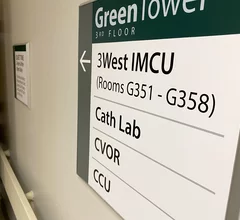 Green Tower
3RD FLOOR
← 3West IMCU
(Rooms G351 - G358)
Cath Lab
CVOR
CCU